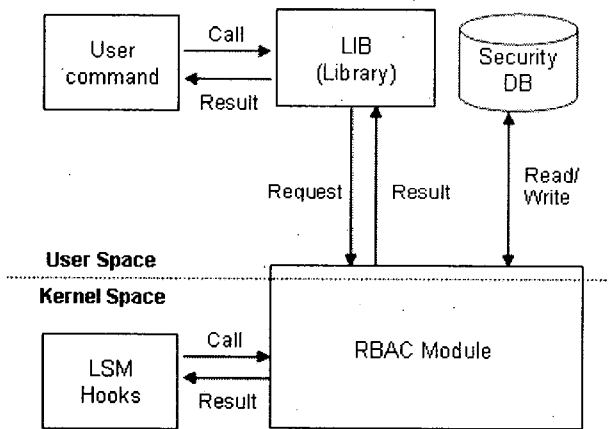 User
command
Call
Result
LIB
(Library)
Security
DB
Request
Result
Read/
Write
User Space
Kernel Space
LSM
Hooks
Call
Result
RBAC Module